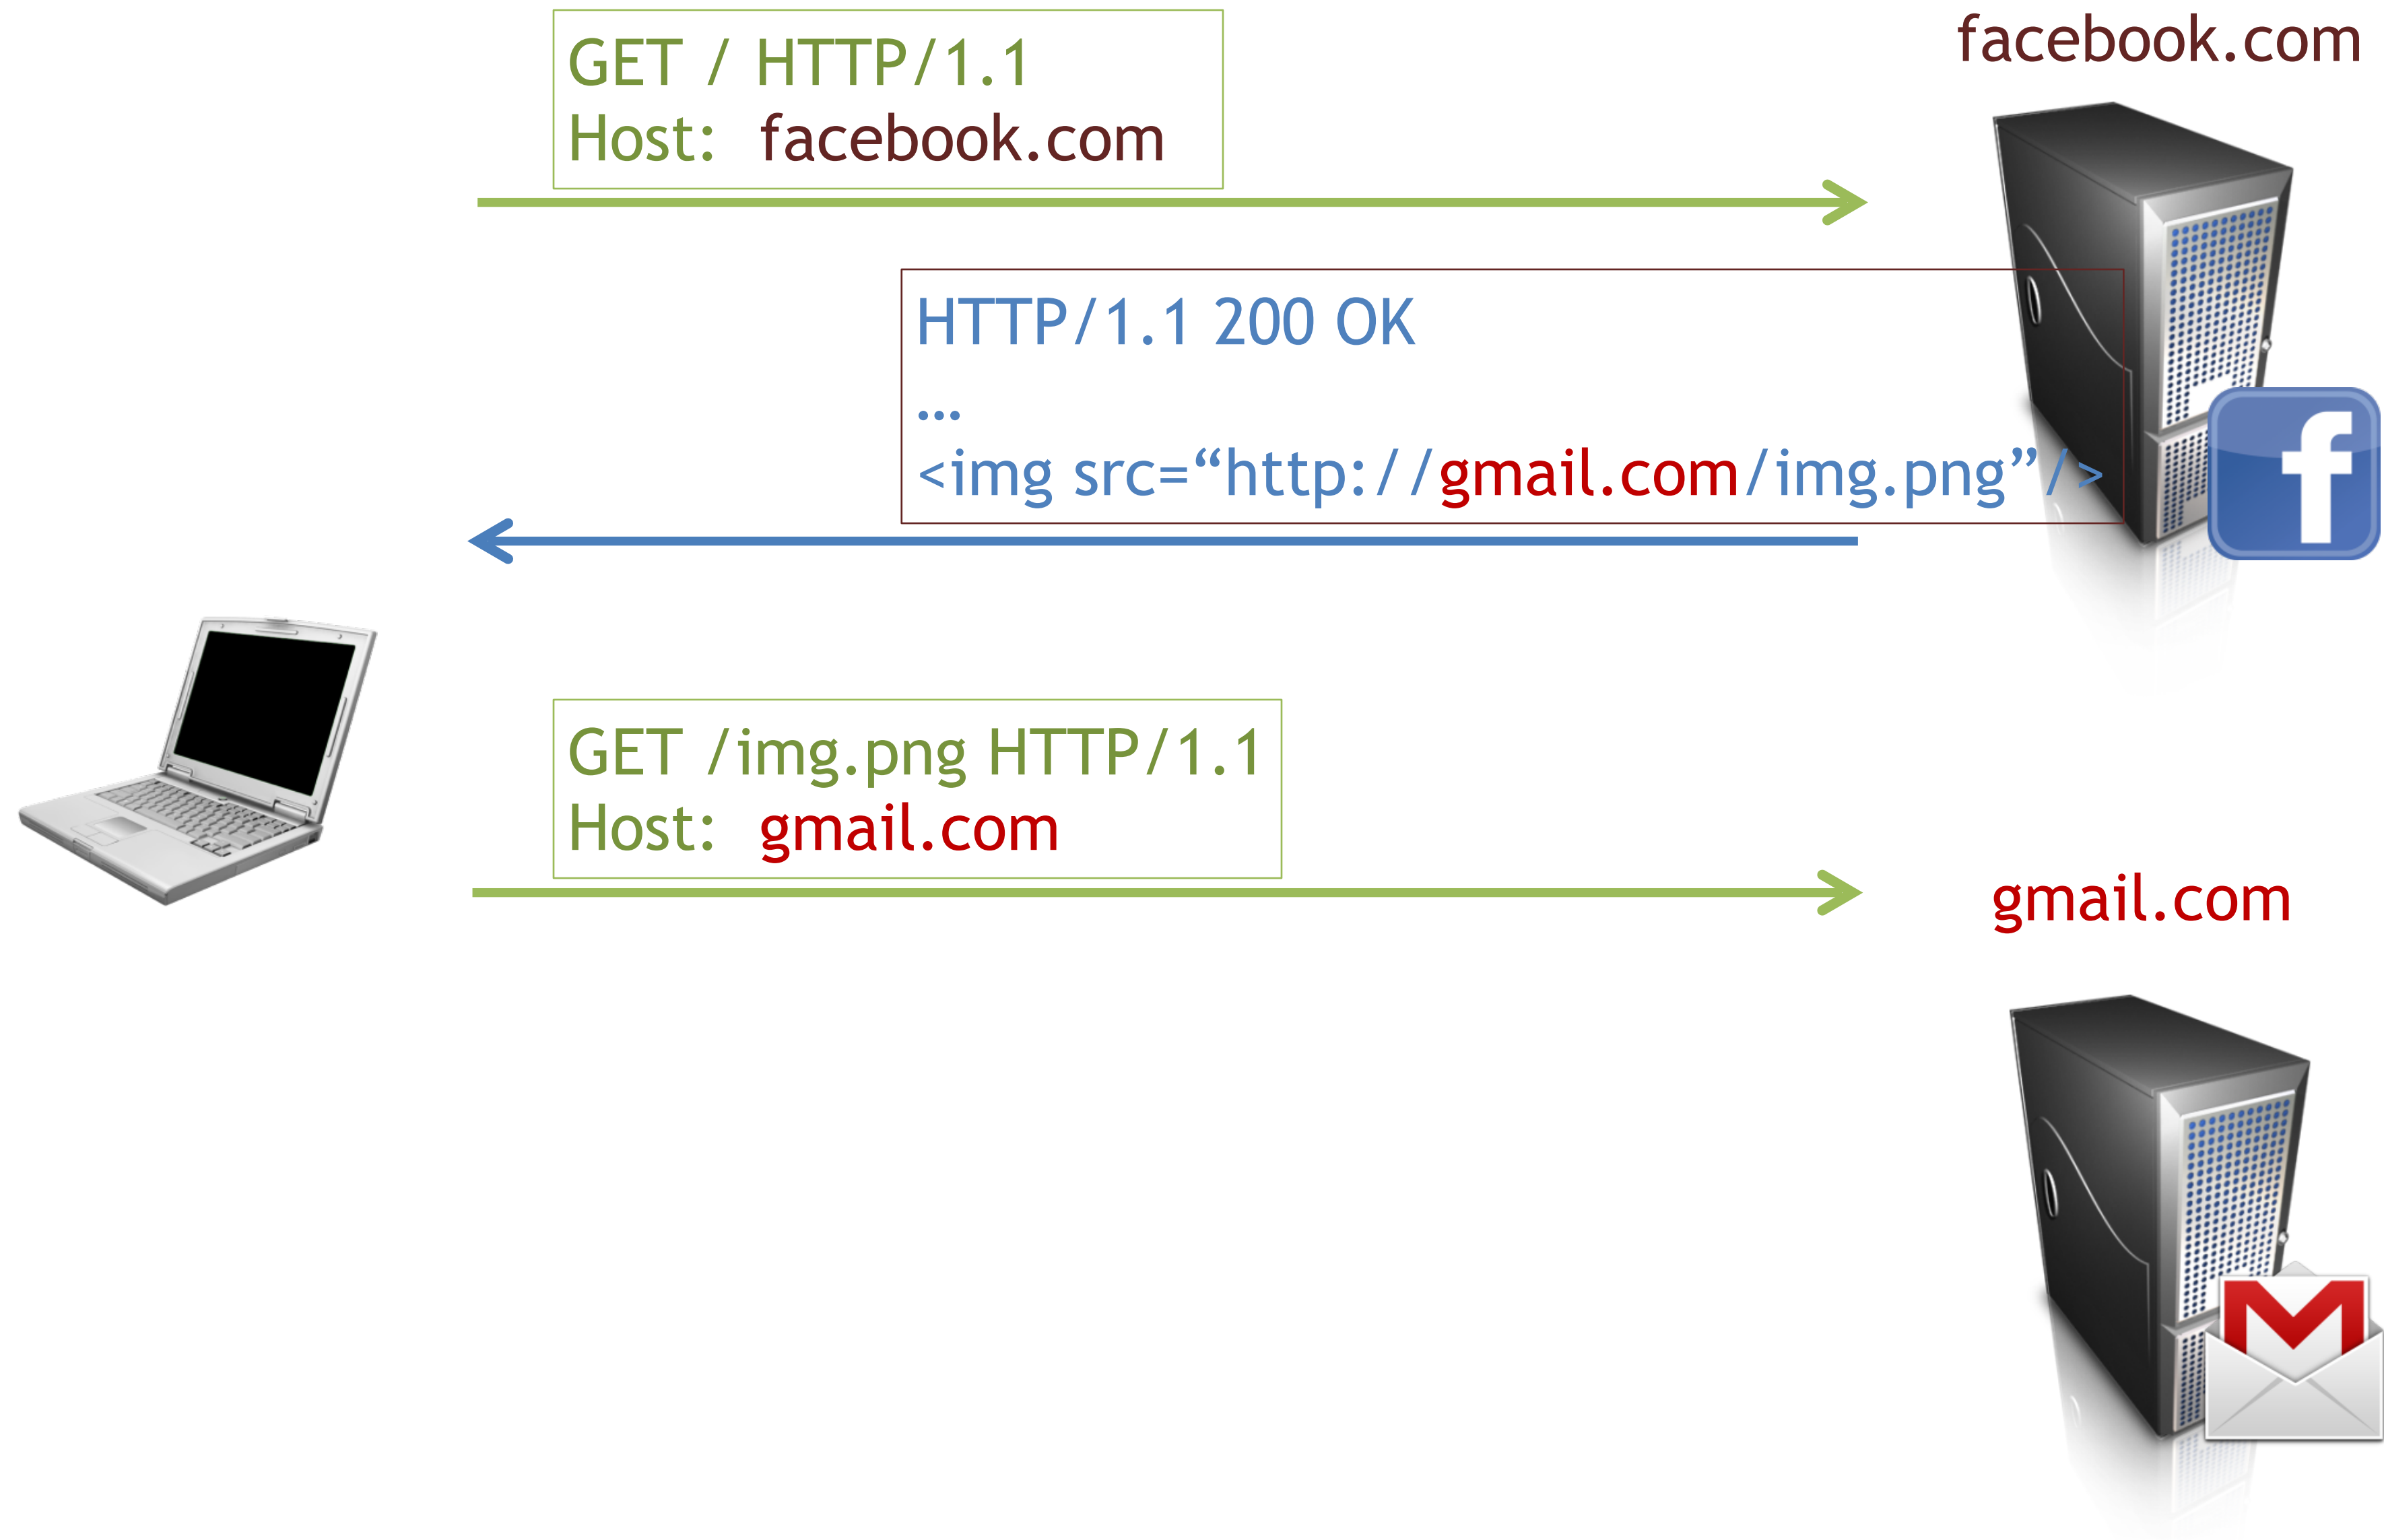 facebook.com
GET / HTTP/1.1
Host: facebook.com
HTTP/1.1 200 OK
…
<img src=“http://gmail.com/img.png”/>
GET /img.png HTTP/1.1
Host: gmail.com
gmail.com